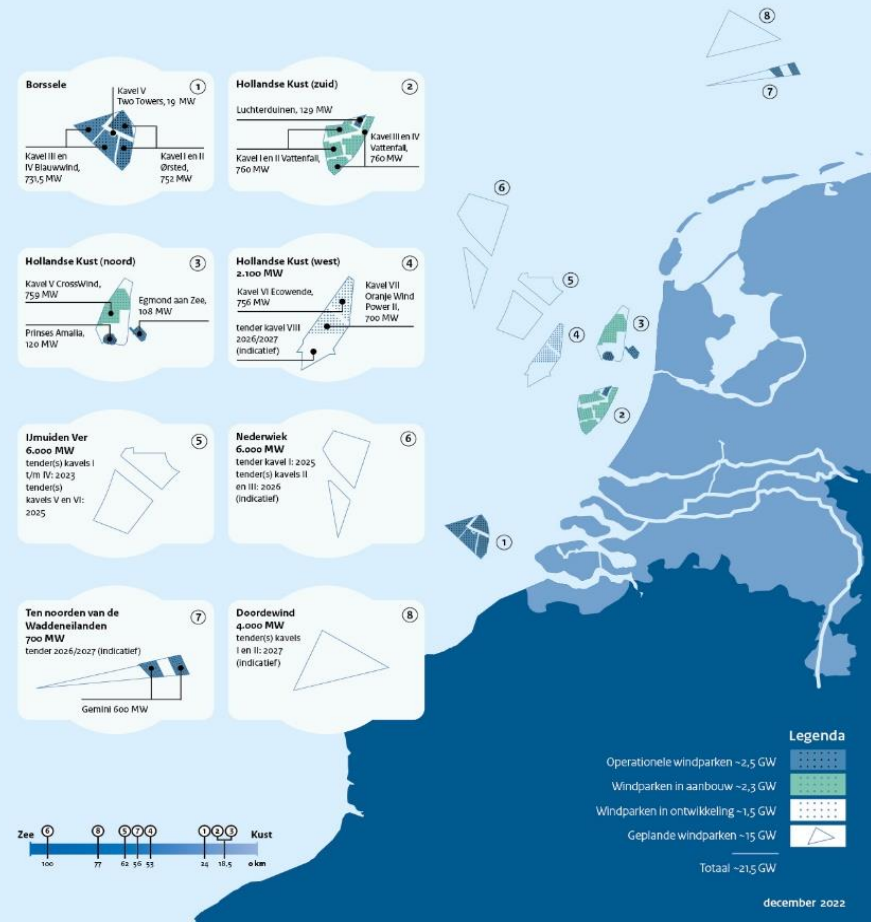 Borssele
1
Kavel V
Two Towers, 19 MW
Kavel III en
IV Blauwwind,
731,5 MW
Kavel I en II
Ørsted,
752 MW
Hollandse Kust (zuid)
2
Luchterduinen, 129 MW
Kavel III en IV
Vattenfall,
760 MW
Kavel I en II Vattenfall,
760 MW
Hollandse Kust (noord)
3
Kavel V CrossWind,
759 MW
Egmond aan Zee,
108 MW
Prinses Amalia,
120 MW
Hollandse Kust (west)
2.100 MW
4
Kavel VI Ecowende,
756 MW
Kavel VII
Oranje Wind
Power II,
700 MW
tender kavel VIII
2026/2027
(indicatief)
IJmuiden Ver
6.000 MW
tender(s) kavels I
t/m IV: 2023
tender(s)
kavels V en VI:
2025
5
Nederwiek
6.000 MW
tender kavel I: 2025
tender(s) kavels II
en III: 2026
(indicatief)
6
Ten noorden van de
Waddeneilanden
700 MW
tender 2026/2027 (indicatief)
7
Gemini 600 MW
Doordewind
4.000 MW
tender(s) kavels
I en II: 2027
(indicatief)
8
8
7
6
5
4
3
2
1
Legenda
Operationele windparken ~2,5 GW
Windparken in aanbouw ~2,3 GW
Windparken in ontwikkeling ~1,5 GW
Geplande windparken ~15 GW
Totaal ~21,5 GW
Zee 6 8 5 7 4 1 2 3 Kust
100 77 62 56 53 24 18,5 0 km
december 2022